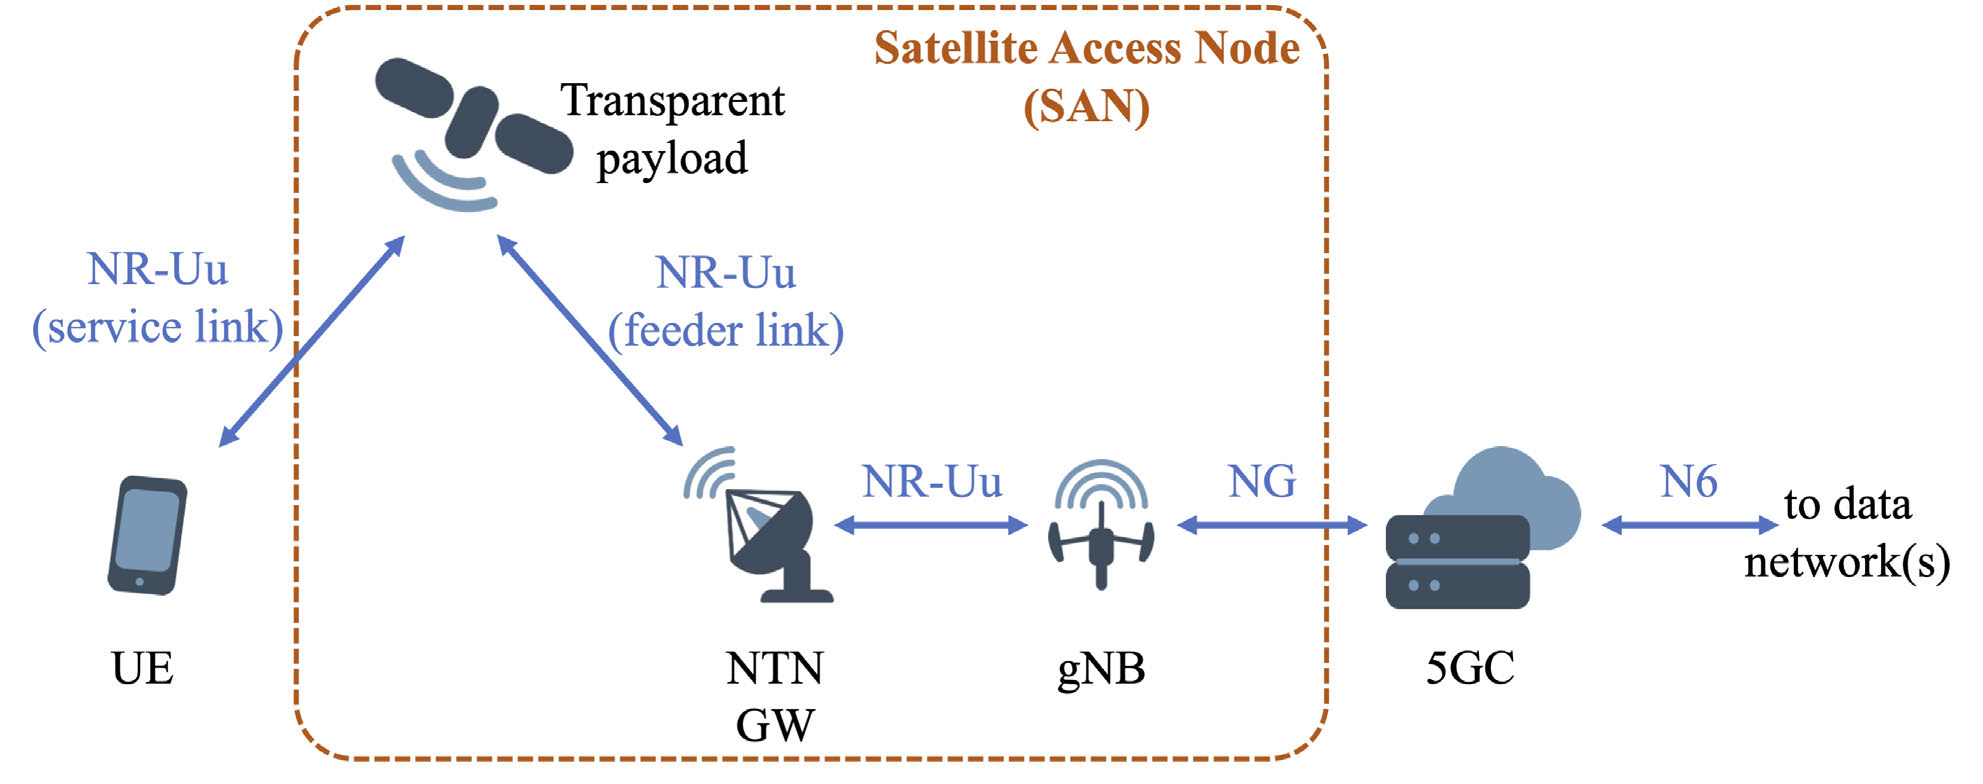 Satellite Access Node
(SAN)
Transparent
payload
NR-Uu
(service link)
NR-Uu
(feeder link)
NR-Uu
NG
N6
to data
network(s)
UE
NTN
GW
gNB
5GC